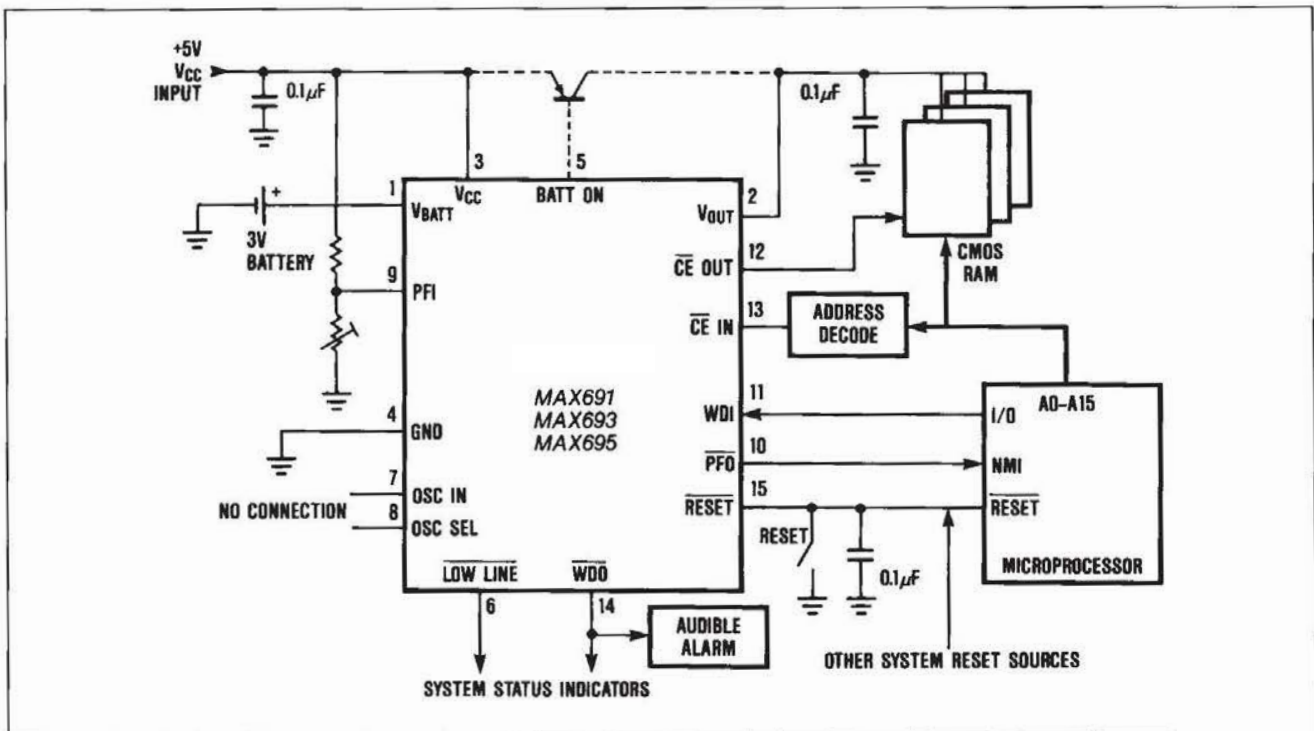 +5V
VCC
INPUT
0.1µF
0.1µF
3
5
1
VCC
BATT ON
2
VBATT
VOUT
+
3V
BATTERY
12
CE OUT
CMOS
RAM
9
PFI
13
CE IN
ADDRESS
DECODE
MAX691
MAX693
MAX695
11
WDI
A0-A15
I/O
4
GND
10
PFO
NMI
7
OSC IN
15
RESET
RESET
NO CONNECTION
8
OSC SEL
RESET
0.1µF
MICROPROCESSOR
LOW LINE
WDO
6
14
AUDIBLE
ALARM
OTHER SYSTEM RESET SOURCES
SYSTEM STATUS INDICATORS